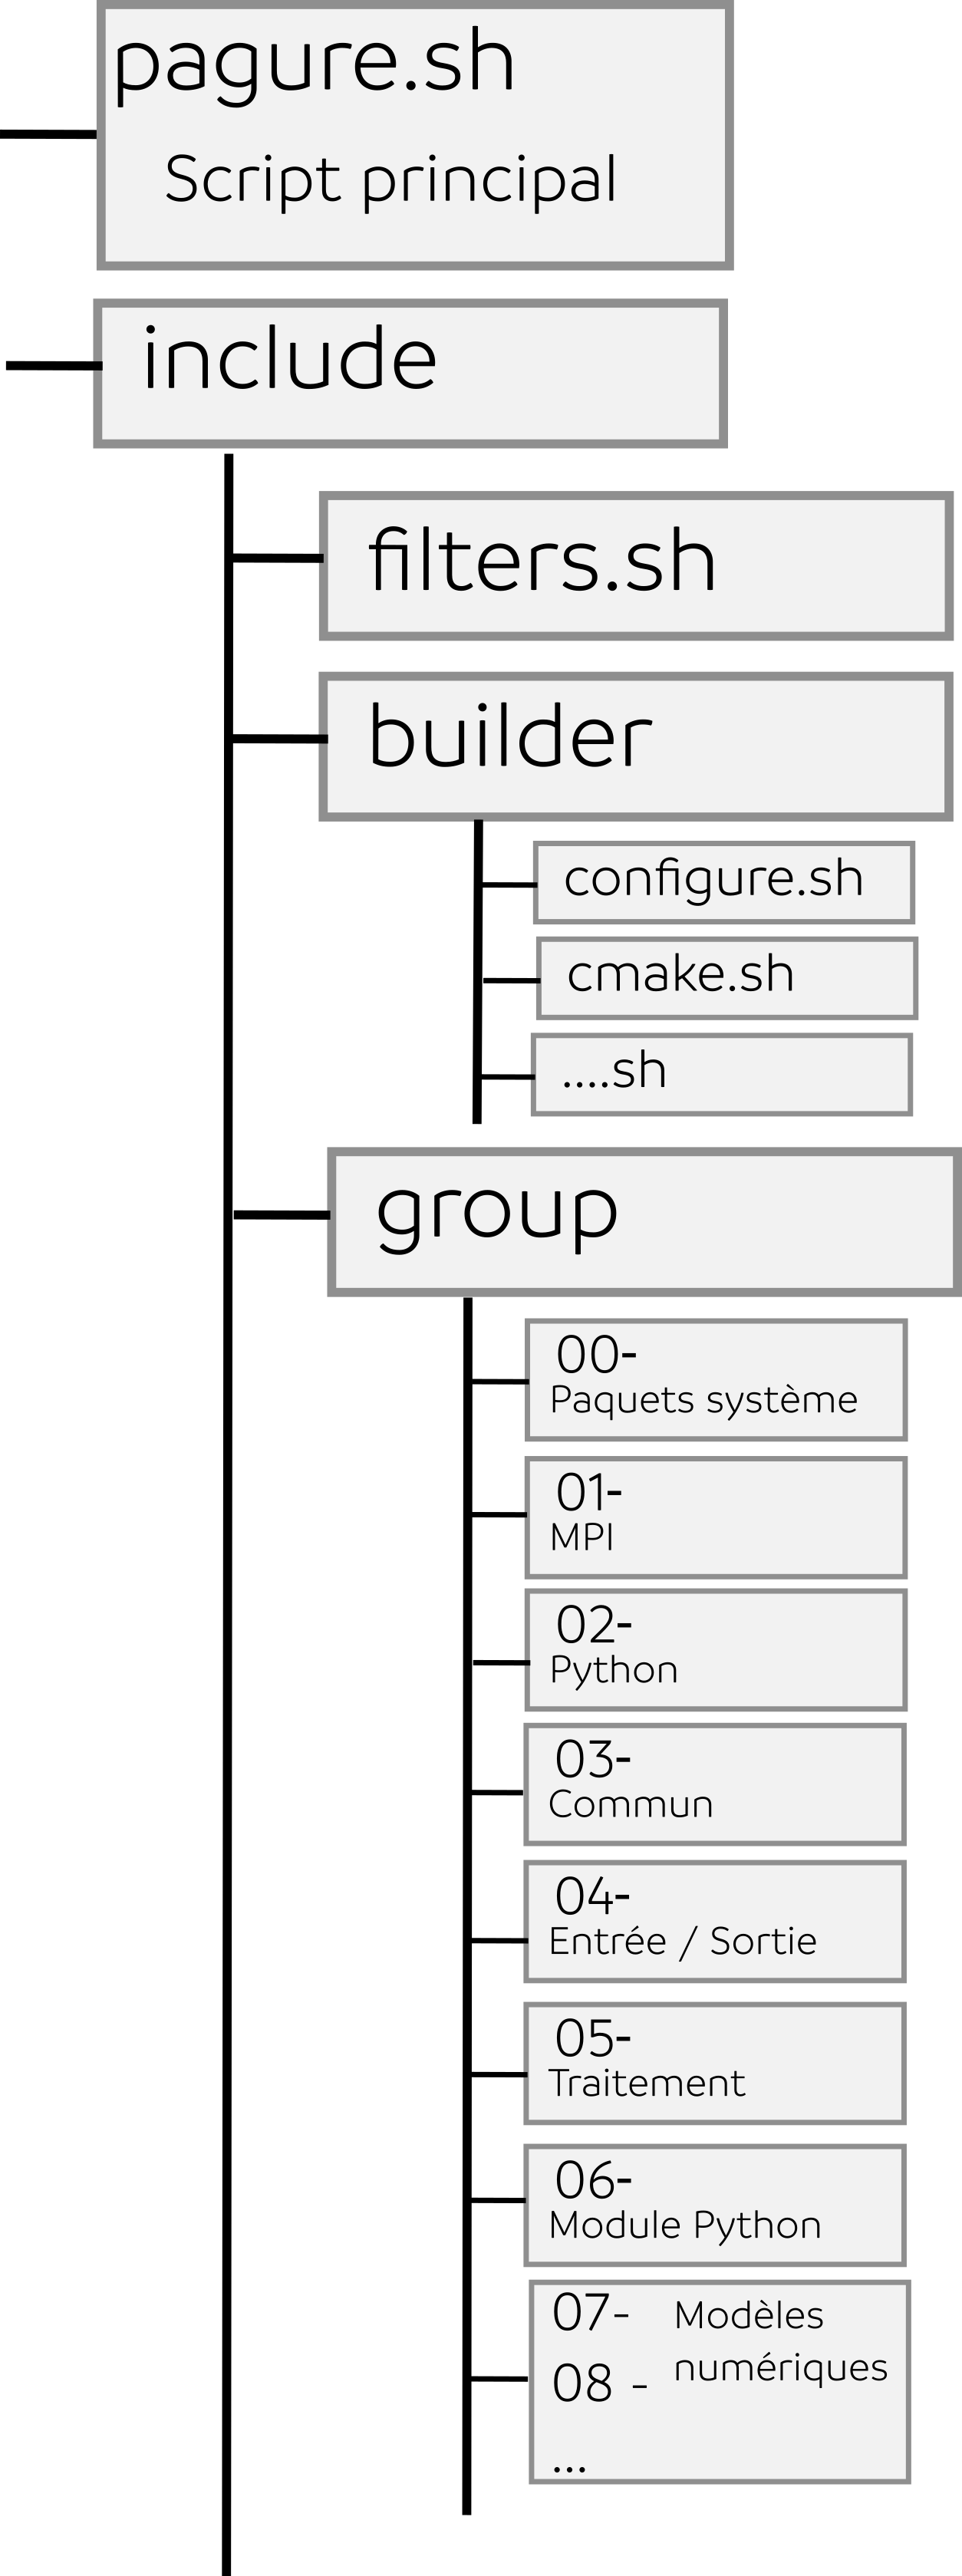 pagure.sh
Script principal
include
filters.sh
builder
configure.sh
cmake.sh
....sh
group
00-
Paquets système
01-
MPI
02-
Python
03-
Commun
04-
Entrée / Sortie
05-
Traitement
06-
Module Python
07- Modèles
08 - numériques
...